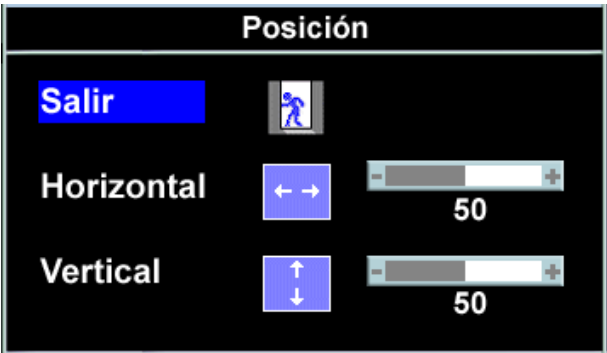 Posición
Salir
Horizontal
- +
50
Vertical
- +
50